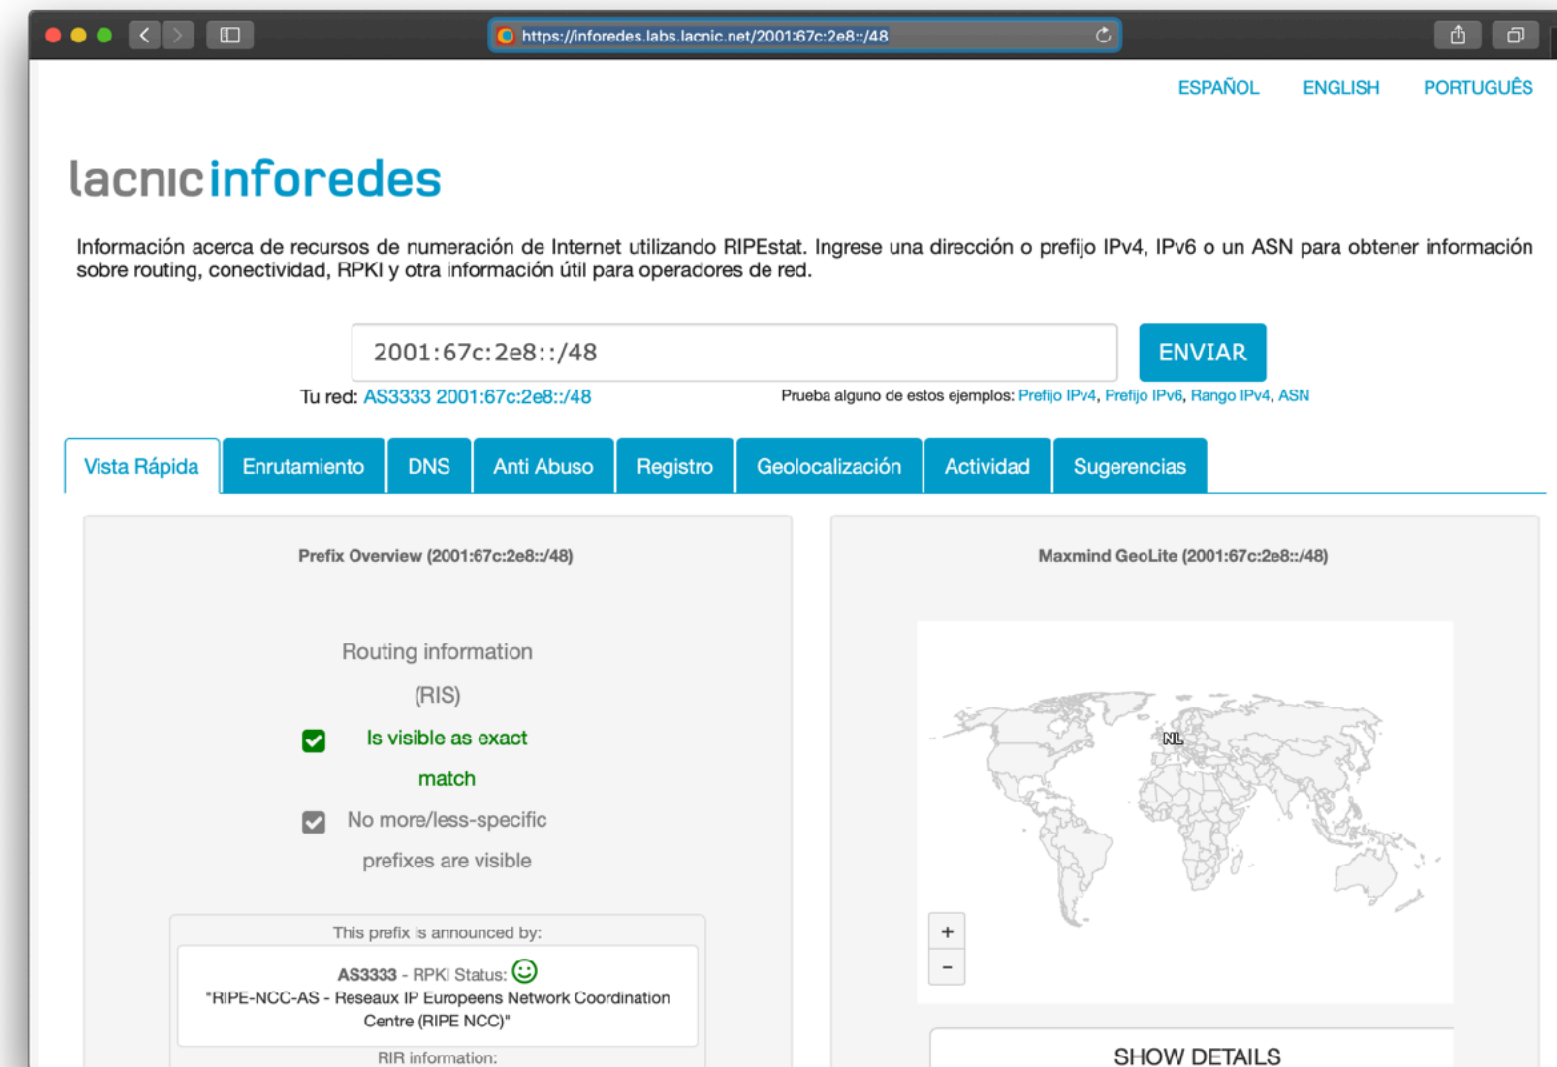 https://inforedes.labs.lacnic.net/2001:67c:2e8::/48
ESPAÑOL ENGLISH PORTUGUÊS
lacnic inforedes
Información acerca de recursos de numeración de Internet utilizando RIPEstat. Ingrese una dirección o prefijo IPv4, IPv6 o un ASN para obtener información
sobre routing, conectividad, RPKI y otra información útil para operadores de red.
2001:67c:2e8::/48
ENVIAR
Tu red: AS3333 2001:67c:2e8::/48
Prueba alguno de estos ejemplos: Prefijo IPv4, Prefijo IPv6, Rango IPv4, ASN
Vista Rápida Enrutamiento DNS Anti Abuso Registro Geolocalización Actividad Sugerencias
Prefix Overview (2001:67c:2e8::/48)
Routing information
(RIS)
Is visible as exact
match
No more/less-specific
prefixes are visible
This prefix is announced by:
AS3333 - RPKI Status:
"RIPE-NCC-AS - Reseaux IP Europeens Network Coordination
Centre (RIPE NCC)"
RIR information:
Maxmind GeoLite (2001:67c:2e8::/48)
NL
+
−
SHOW DETAILS